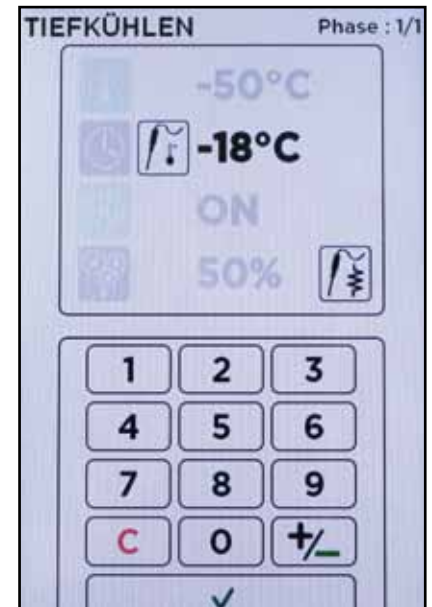 TIEFKÜHLEN Phase : 1/1
-50°C
-18°C
ON
50%
1 2 3
4 5 6
7 8 9
C 0 +/-